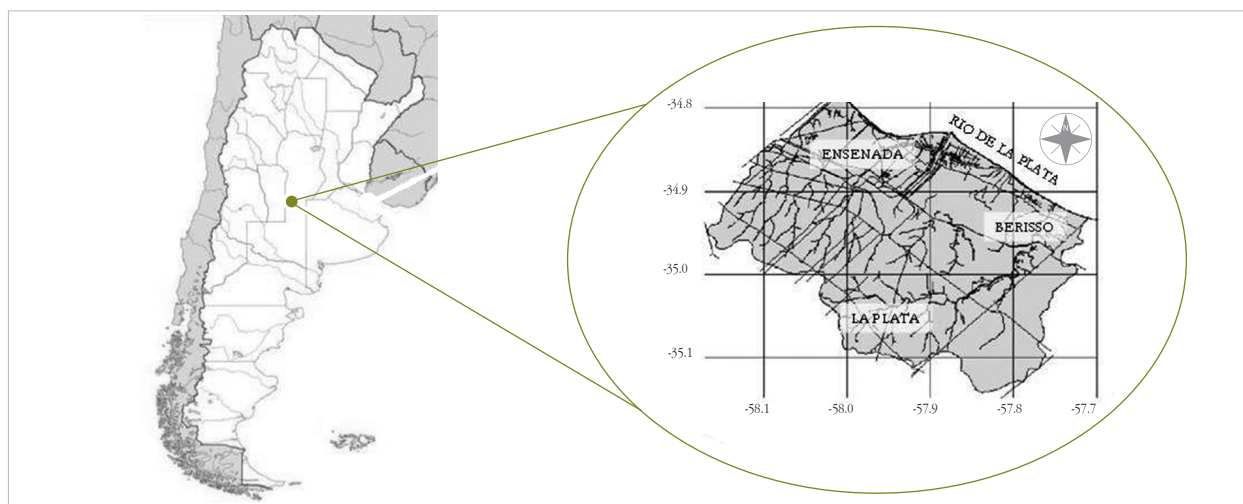 -34.8
RIO DE LA PLATA
ENSENADA
-34.9
BERISSO
-35.0
LA PLATA
-35.1
-58.1
-58.0
-57.9
-57.8
-57.7